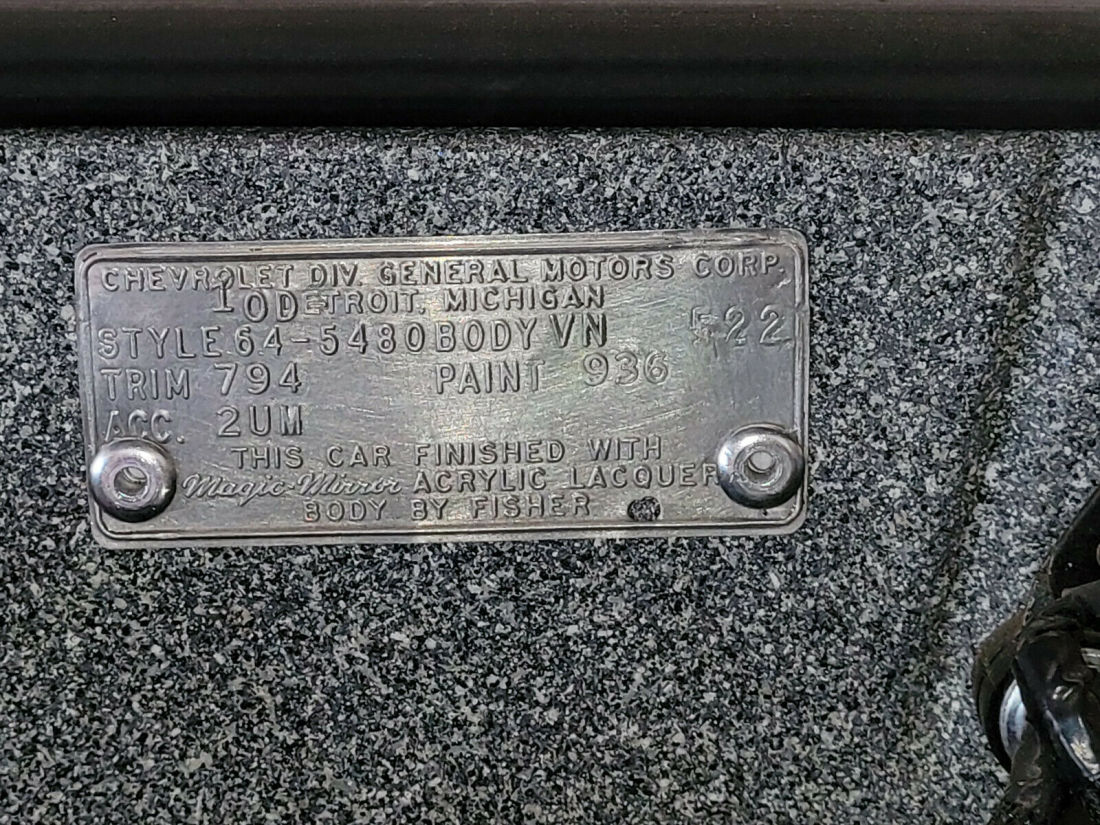 CHEVROLET DIV. GENERAL MOTORS CORP.
10D DETROIT, MICHIGAN
STYLE 64-5480 BODY VN 522
TRIM 794 PAINT 936
ACC. 2UM
THIS CAR FINISHED WITH
Magic-Mirror ACRYLIC LACQUER
BODY BY FISHER